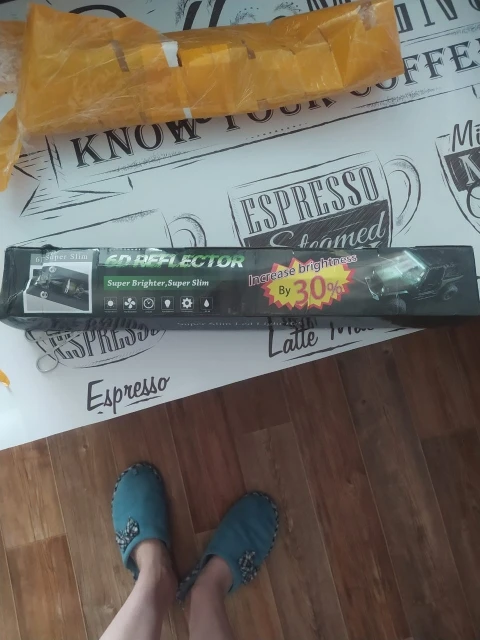 KNOW YOUR COFFEE
ESPRESSO
Steamed
6D Super Slim
6D REFLECTOR
Super Brighter,Super Slim
Increase brightness
By 30%
ESPRESSO
Latte
Espresso